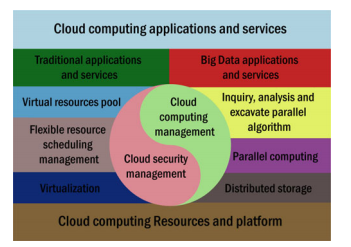 Cloud computing applications and services
Traditional applications
and services
Big Data applications
and services
Virtual resources pool
Cloud
computing
management
Inquiry, analysis and
excavate parallel
algorithm
Flexible resource
scheduling
management
Cloud security
management
Parallel computing
Virtualization
Distributed storage
Cloud computing Resources and platform